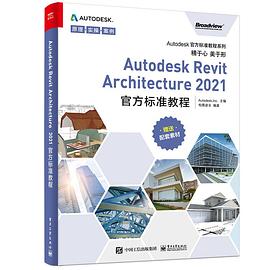 Broadview®
AUTODESK.
原理 实操 案例
Autodesk 官方标准教程系列
精于心 美于形
Autodesk Revit
Architecture 2021
官方标准教程
Autodesk, Inc. 主编
赠送
配套素材
Autodesk Revit Architecture 2021
官方标准教程
中国工信出版集团
电子工业出版社